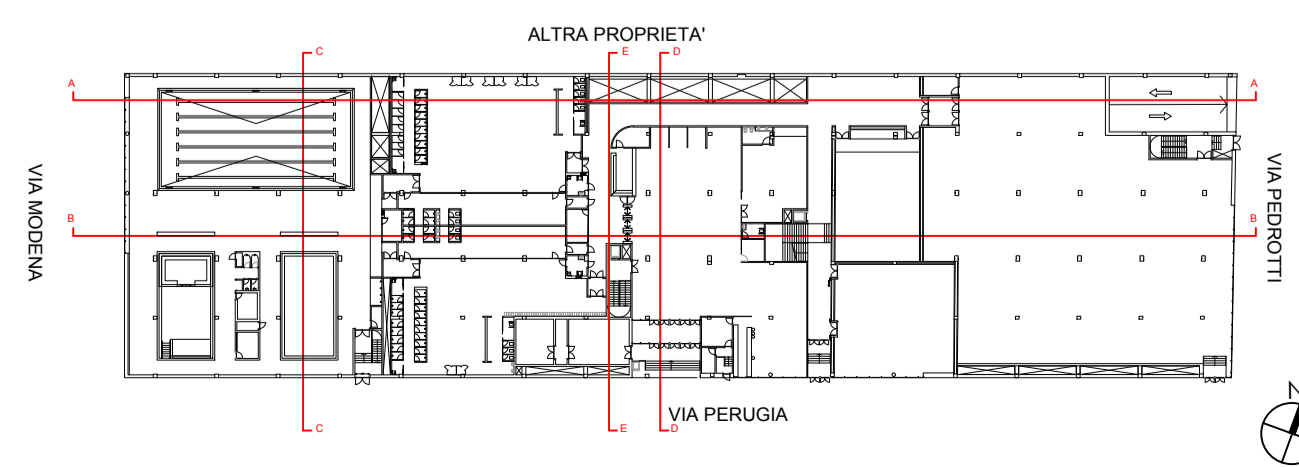 ALTRA PROPRIETA'
C
E
D
A
A
VIA MODENA
VIA PEDROTTI
B
B
VIA PERUGIA
C
E
D
N